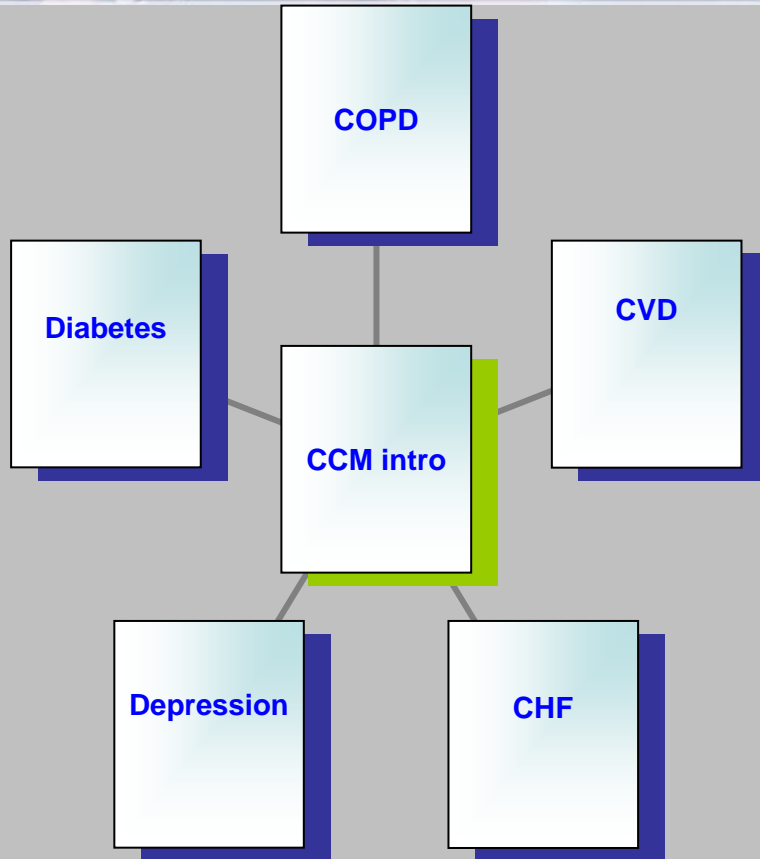 COPD
Diabetes
CVD
CCM intro
Depression
CHF